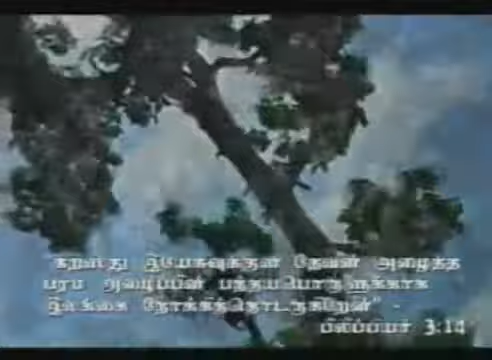 "கிறிஸ்து இயேசுவுக்குள் தேவன் அழைத்த
பரம அழைப்பின் பந்தயபொருளுக்காக
இலக்கை நோக்கித்தொடருகிறேன்" -
பிலிப்பியர் 3:14